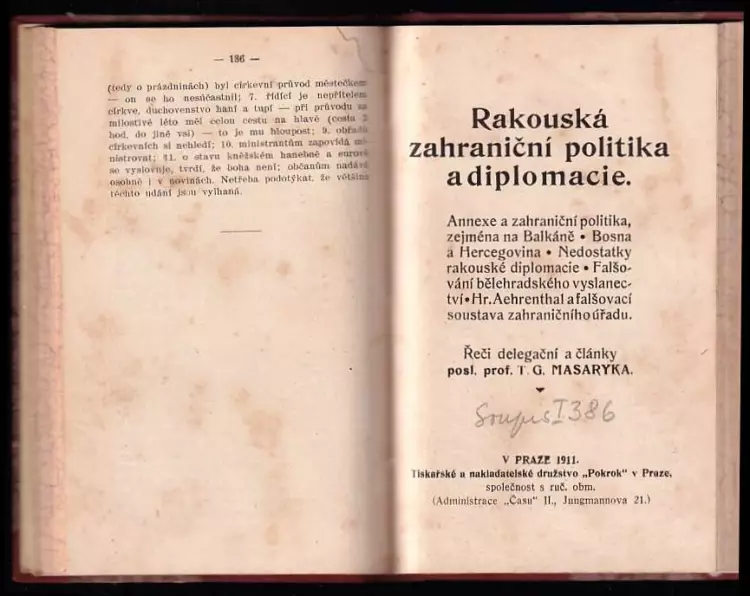 — 186 —
(tedy o prázdninách) byl církevní průvod městečkem
— on se ho nesúčastnil; 7. řídící je nepřítelem
církve, duchovenstvo haní a tupí — při průvodu za
milostivé léto měl celou cestu na hlavě (cosia 2
hod. do jiné vsi) — to je mu hloupost; 9. obřadů
církevních si nehledí; 10. ministrantům zapovídá mi-
nistrovat; 11. o stavu kněžském hanebně a surově
se vyslovuje, tvrdí, že boha není; občanům nadává
osobně i v novinách. Netřeba podotýkat, že většina
těchto udání jsou vylhaná.
Rakouská
zahraniční politika
a diplomacie.
Annexe a zahraniční politika,
zejména na Balkáně • Bosna
a Hercegovina • Nedostatky
rakouské diplomacie • Falšo-
vání bělehradského vyslanec-
tví • Hr. Aehrenthal a falšovací
soustava zahraničního úřadu.
Řeči delegační a články
posl. prof. T. G. MASARYKA.
Soupis I 386
V PRAZE 1911.
Tiskařské a nakladatelské družstvo „Pokrok“ v Praze,
společnost s ruč. obm.
(Administrace „Času“ II., Jungmannova 21.)